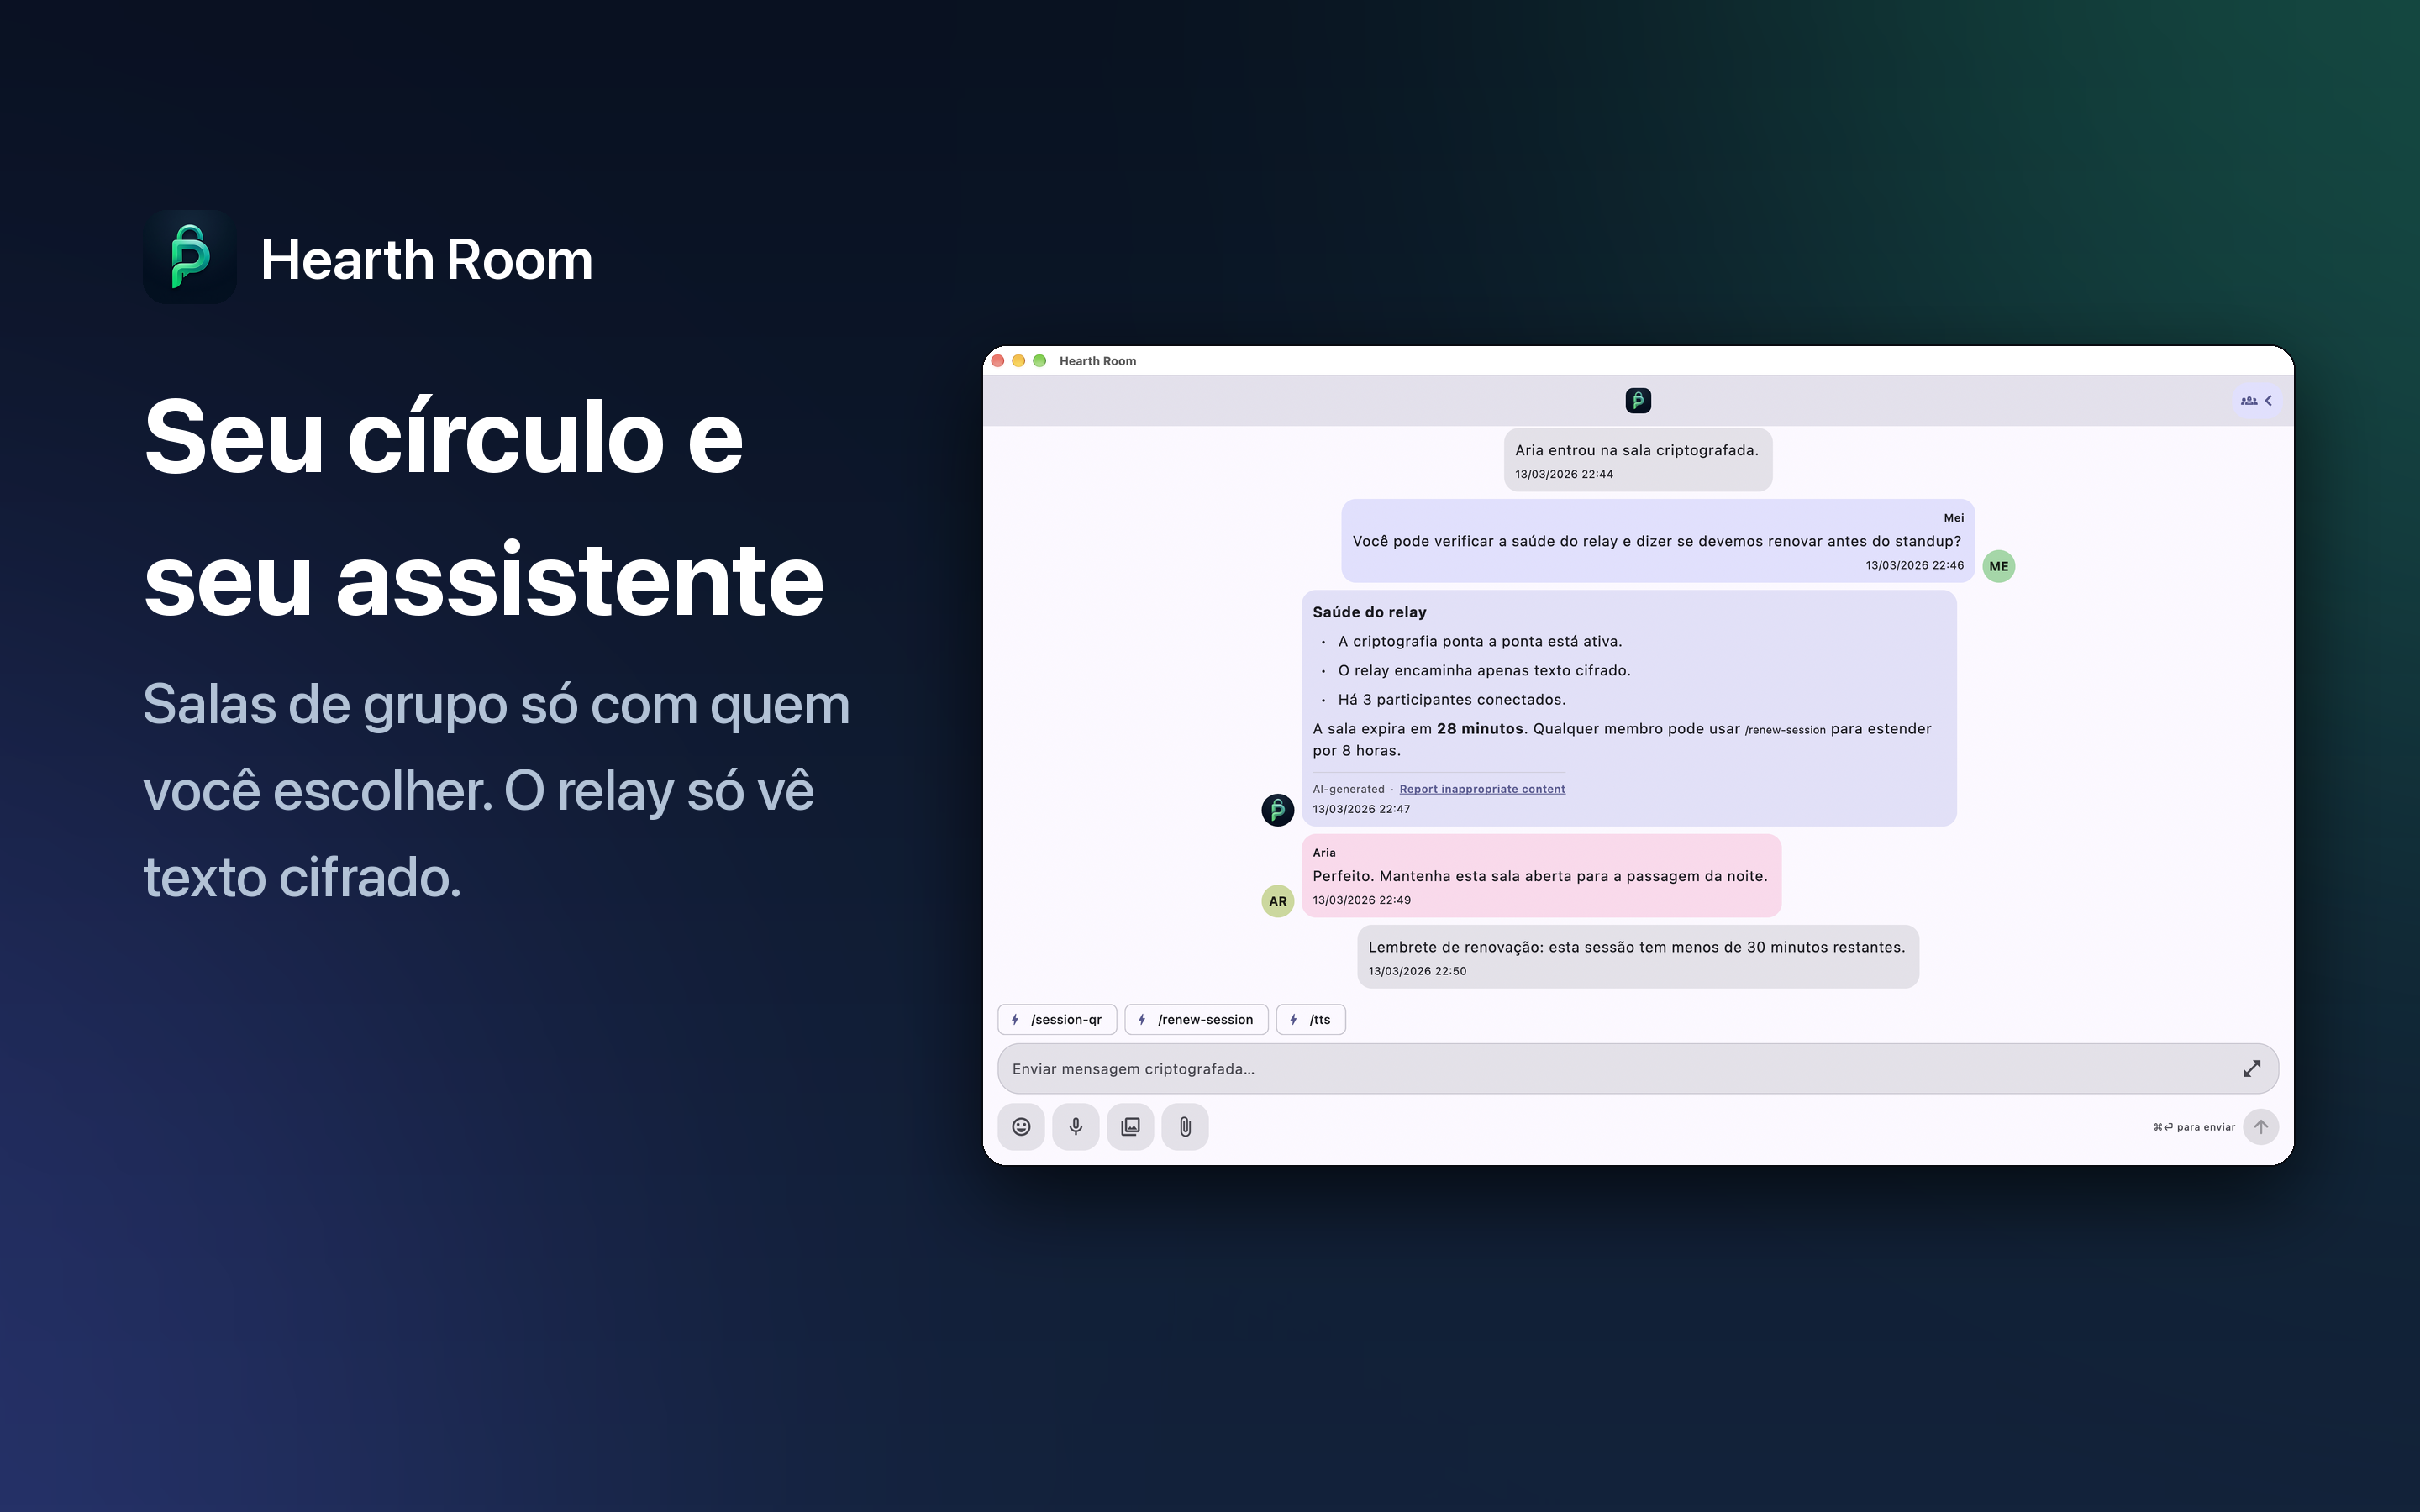 Hearth Room
Seu círculo e
seu assistente
Salas de grupo só com quem
você escolher. O relay só vê
texto cifrado.
Hearth Room
Aria entrou na sala criptografada.
13/03/2026 22:44
Mei
Você pode verificar a saúde do relay e dizer se devemos renovar antes do standup?
13/03/2026 22:46
ME
Saúde do relay
• A criptografia ponta a ponta está ativa.
• O relay encaminha apenas texto cifrado.
• Há 3 participantes conectados.
A sala expira em 28 minutos. Qualquer membro pode usar /renew-session para estender
por 8 horas.
AI-generated · Report inappropriate content
13/03/2026 22:47
Aria
Perfeito. Mantenha esta sala aberta para a passagem da noite.
13/03/2026 22:49
AR
Lembrete de renovação: esta sessão tem menos de 30 minutos restantes.
13/03/2026 22:50
/session-qr /renew-session /tts
Enviar mensagem criptografada...
⌘⏎ para enviar